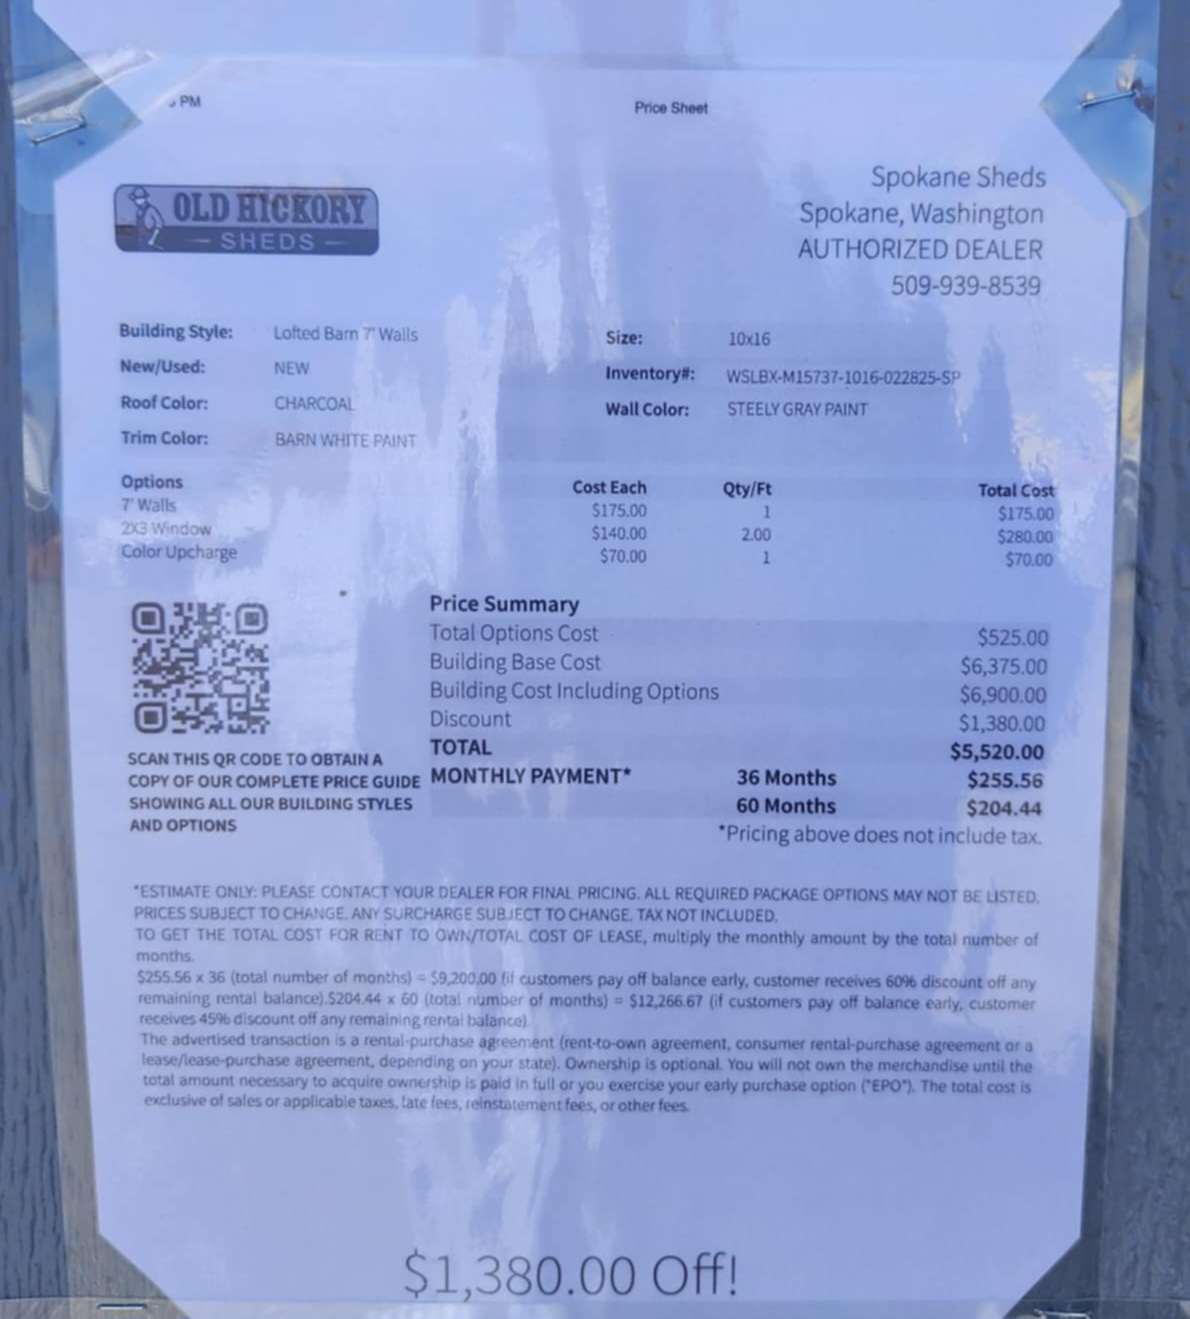 PM
Price Sheet
OLD HICKORY
SHEDS
Spokane Sheds
Spokane, Washington
AUTHORIZED DEALER
509-939-8539
Building Style: Lofted Barn 7' Walls
Size: 10x16
New/Used: NEW
Inventory#: WSLBX-M15737-1016-022825-SP
Roof Color: CHARCOAL
Wall Color: STEELY GRAY PAINT
Trim Color: BARN WHITE PAINT
Options Cost Each Qty/Ft Total Cost
7' Walls $175.00 1 $175.00
2X3 Window $140.00 2.00 $280.00
Color Upcharge $70.00 1 $70.00
Price Summary
Total Options Cost $525.00
Building Base Cost $6,375.00
Building Cost Including Options $6,900.00
Discount $1,380.00
TOTAL $5,520.00
MONTHLY PAYMENT* 36 Months $255.56
60 Months $204.44
*Pricing above does not include tax.
SCAN THIS QR CODE TO OBTAIN A
COPY OF OUR COMPLETE PRICE GUIDE
SHOWING ALL OUR BUILDING STYLES
AND OPTIONS
*ESTIMATE ONLY: PLEASE CONTACT YOUR DEALER FOR FINAL PRICING. ALL REQUIRED PACKAGE OPTIONS MAY NOT BE LISTED.
PRICES SUBJECT TO CHANGE. ANY SURCHARGE SUBJECT TO CHANGE. TAX NOT INCLUDED.
TO GET THE TOTAL COST FOR RENT TO OWN/TOTAL COST OF LEASE, multiply the monthly amount by the total number of
months.
$255.56 x 36 (total number of months) = $9,200.00 (if customers pay off balance early, customer receives 60% discount off any
remaining rental balance).$204.44 x 60 (total number of months) = $12,266.67 (if customers pay off balance early, customer
receives 45% discount off any remaining rental balance).
The advertised transaction is a rental-purchase agreement (rent-to-own agreement, consumer rental-purchase agreement or a
lease/lease-purchase agreement, depending on your state). Ownership is optional. You will not own the merchandise until the
total amount necessary to acquire ownership is paid in full or you exercise your early purchase option ("EPO"). The total cost is
exclusive of sales or applicable taxes, late fees, reinstatement fees, or other fees.
$1,380.00 Off!